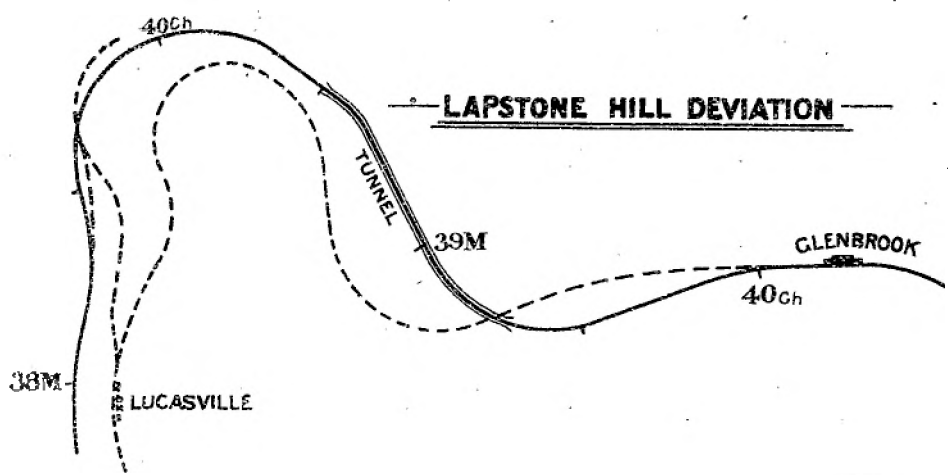 40Ch
LAPSTONE HILL DEVIATION
TUNNEL
39M
GLENBROOK
40Ch
38M
LUCASVILLE